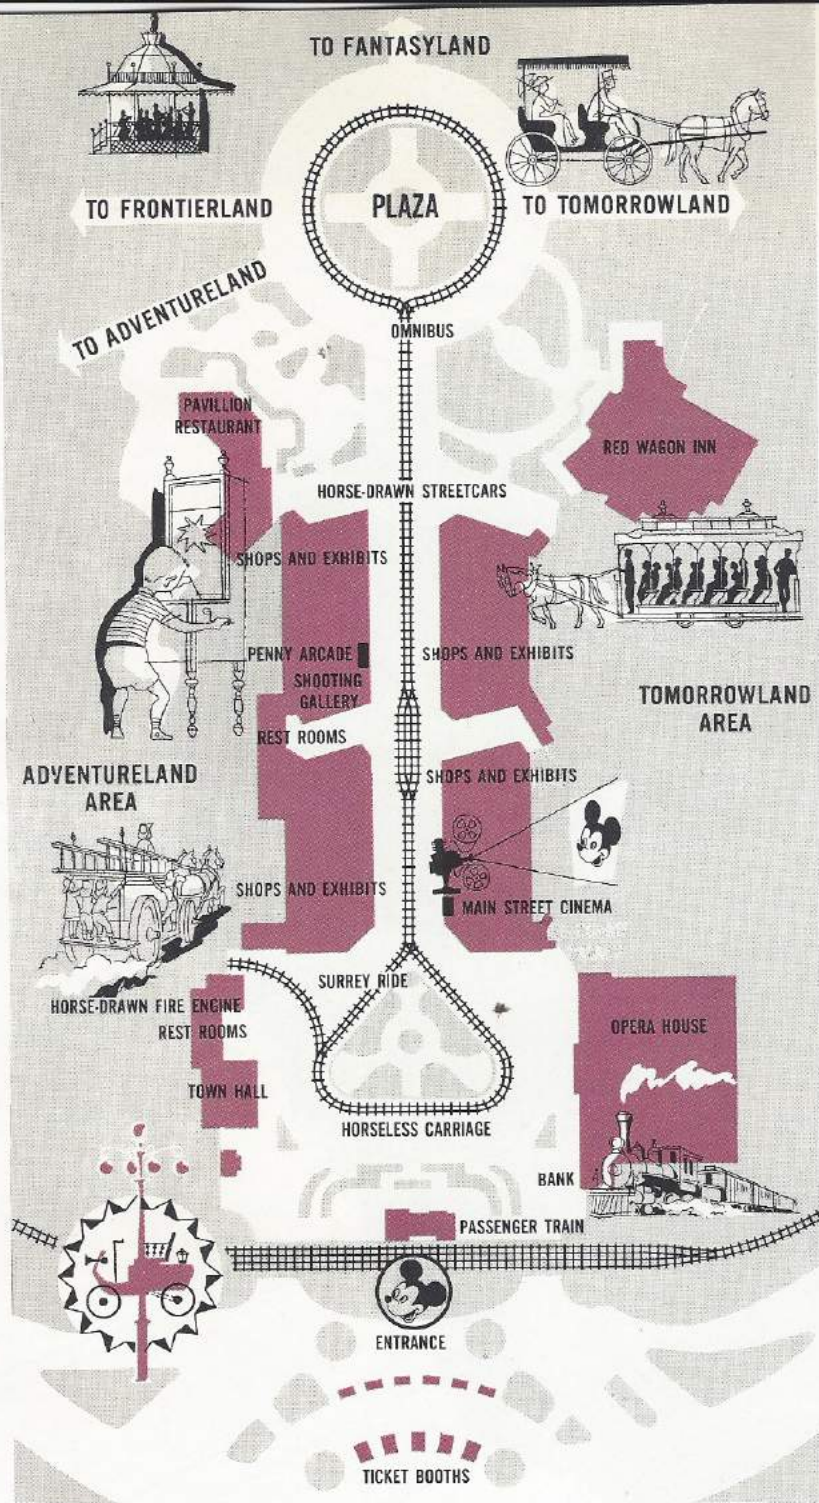 TO FANTASYLAND
TO FRONTIERLAND
PLAZA
TO TOMORROWLAND
TO ADVENTURELAND
OMNIBUS
PAVILLION
RESTAURANT
RED WAGON INN
HORSE-DRAWN STREETCARS
SHOPS AND EXHIBITS
PENNY ARCADE
SHOPS AND EXHIBITS
SHOOTING
GALLERY
TOMORROWLAND
AREA
REST ROOMS
ADVENTURELAND
AREA
SHOPS AND EXHIBITS
SHOPS AND EXHIBITS
MAIN STREET CINEMA
SURREY RIDE
HORSE-DRAWN FIRE ENGINE
REST ROOMS
OPERA HOUSE
TOWN HALL
HORSELESS CARRIAGE
BANK
PASSENGER TRAIN
ENTRANCE
TICKET BOOTHS